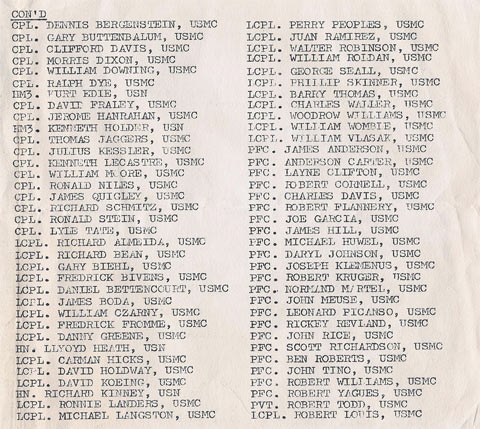 CON'D
CPL. DENNIS BERGENSTEIN, USMC
CPL. GARY BUTTENBALUM, USMC
CPL. CLIFFORD DAVIS, USMC
CPL. MORRIS DIXON, USMC
CPL. WILLIAM DOWNING, USMC
CPL. RALPH DYE, USMC
HM3. KURT EDIE, USN
CPL. DAVID FRALEY, USMC
CPL. JEROME HANRAHAN, USMC
HM3. KENNETH HOLDER, USN
CPL. THOMAS JAGGERS, USMC
CPL. JULIUS KESSLER, USMC
CPL. KENNETH LECASTRE, USMC
CPL. WILLIAM MOORE, USMC
CPL. RONALD NILES, USMC
CPL. JAMES QUIGLEY, USMC
CPL. RICHARD SCHMITZ, USMC
CPL. RONALD STEIN, USMC
CPL. LYLE TATE, USMC
LCPL. RICHARD ALMEIDA, USMC
LCPL. RICHARD BEAN, USMC
LCPL. GARY BIEHL, USMC
LCPL. FREDRICK BIVENS, USMC
LCPL. DANIEL BETTENCOURT, USMC
LCPL. JAMES BODA, USMC
LCPL. WILLIAM CZARNY, USMC
LCPL. FREDRICK FROMME, USMC
LCPL. DANNY GREENE, USMC
HN. LLYOYD HEATH, USN
LCPL. CARMAN HICKS, USMC
LCPL. DAVID HOLDWAY, USMC
LCPL. DAVID KOEING, USMC
HN. RICHARD KINNEY, USN
LCPL. RONNIE LANDERS, USMC
LCPL. MICHAEL LANGSTON, USMC
LCPL. PERRY PEOPLES, USMC
LCPL. JUAN RAMIREZ, USMC
LCPL. WALTER ROBINSON, USMC
LCPL. WILLIAM ROLDAN, USMC
LCPL. GEORGE SEALL, USMC
LCPL. PHILLIP SKINNER, USMC
LCPL. BARRY THOMAS, USMC
LCPL. CHARLES WALLER, USMC
LCPL. WOODROW WILLIAMS, USMC
LCPL. WILLIAM WOMBLE, USMC
LCPL. WILLIAM VLASAK, USMC
PFC. JAMES ANDERSON, USMC
PFC. ANDERSON CARTER, USMC
PFC. LAYNE CLIFTON, USMC
PFC. ROBERT CORNELL, USMC
PFC. CHARLES DAVIS, USMC
PFC. ROBERT FLANNERY, USMC
PFC. JOE GARCIA, USMC
PFC. JAMES HILL, USMC
PFC. MICHAEL HUWEL, USMC
PFC. DARYL JOHNSON, USMC
PFC. JOSEPH KLEMENUS, USMC
PFC. ROBERT KRUGER, USMC
PFC. NORMAND MARTEL, USMC
PFC. JOHN MEUSE, USMC
PFC. LEONARD PICANSO, USMC
PFC. RICKEY REVLAND, USMC
PFC. JOHN RICE, USMC
PFC. SCOTT RICHARDSON, USMC
PFC. BEN ROBERTS, USMC
PFC. JOHN TINO, USMC
PFC. ROBERT WILLIAMS, USMC
PFC. ROBERT YAGUES, USMC
PVT. ROBERT TODD, USMC
LCPL. ROBERT LOUIS, USMC